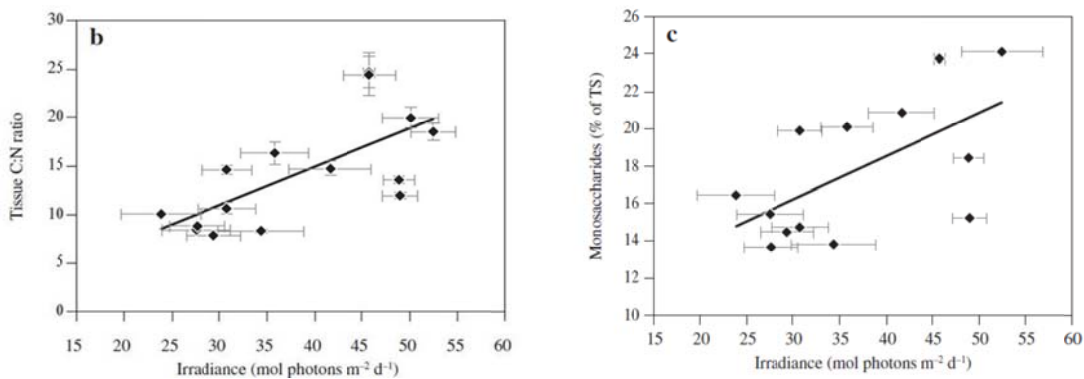 b
30
25
20
15
10
5
0
Tissue C:N ratio
15 20 25 30 35 40 45 50 55 60
Irradiance (mol photons m⁻² d⁻¹)
c
26
24
22
20
18
16
14
12
10
Monosaccharides (% of TS)
15 20 25 30 35 40 45 50 55 60
Irradiance (mol photons m⁻² d⁻¹)